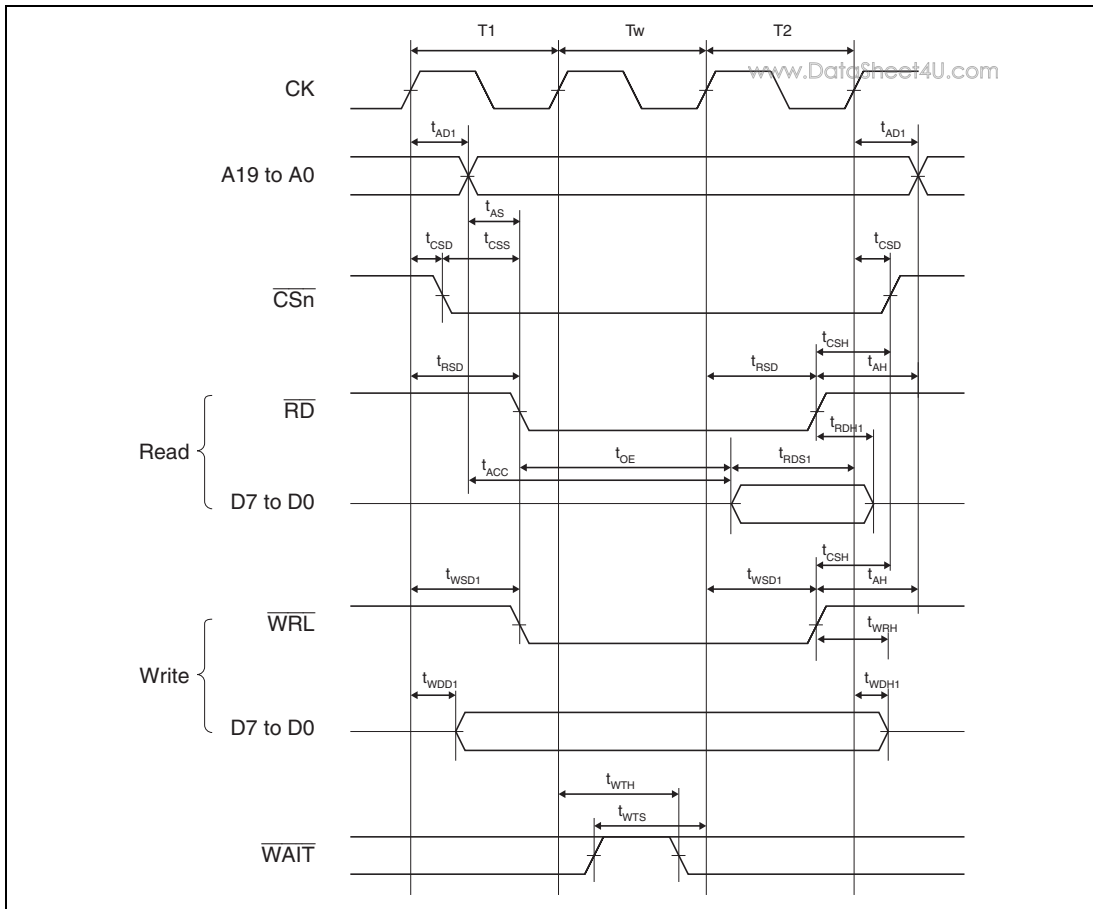 T1 Tw T2
www.DataSheet4U.com
CK
tAD1 tAD1
A19 to A0
tAS
tCSD tCSS tCSD
CSn
tCSH
tRSD tRSD tAH
RD
tRDH1
Read
tOE tRDS1
tACC
D7 to D0
tCSH
tWSD1 tWSD1 tAH
WRL
tWRH
Write
tWDD1 tWDH1
D7 to D0
tWTH
tWTS
WAIT